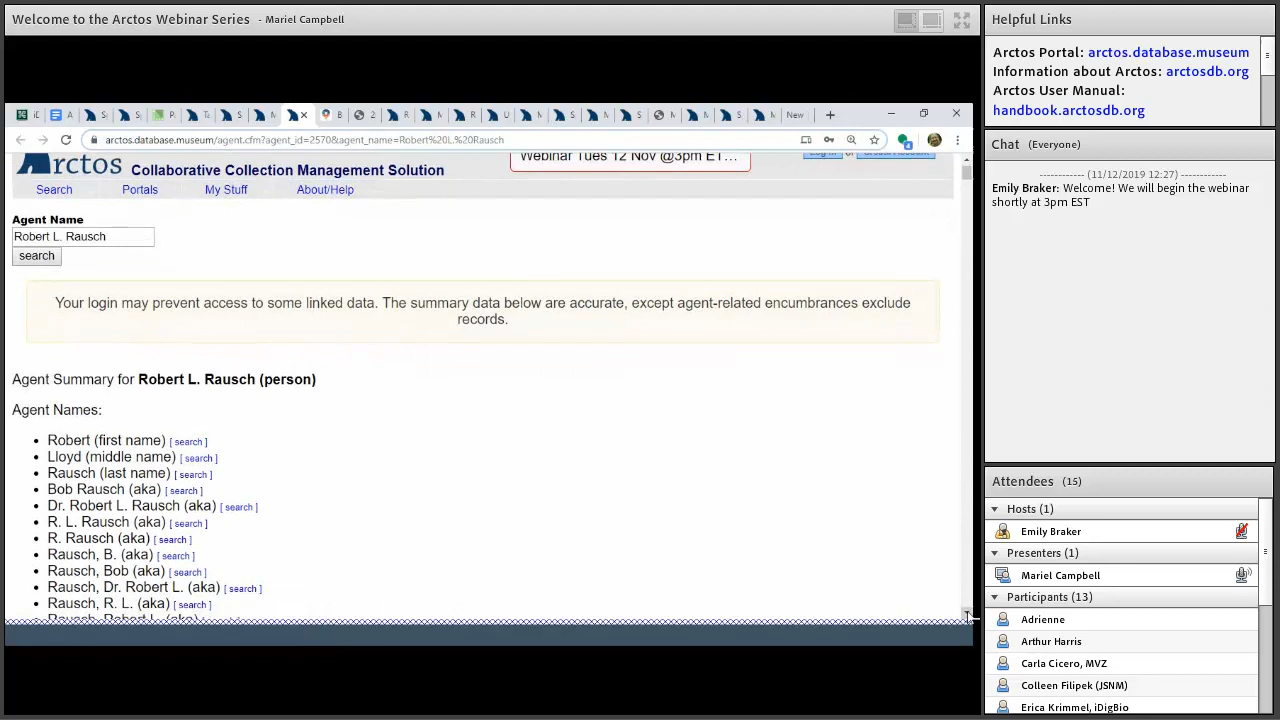 Welcome to the Arctos Webinar Series - Mariel Campbell
New
arctos.database.museum/agent.cfm?agent_id=2570&agent_name=Robert%20L.%20Rausch
Arctos Collaborative Collection Management Solution
Webinar Tues 12 Nov @3pm ET...
Search Portals My Stuff About/Help
Agent Name
Robert L. Rausch
search
Your login may prevent access to some linked data. The summary data below are accurate, except agent-related encumbrances exclude
records.
Agent Summary for Robert L. Rausch (person)
Agent Names:
Robert (first name) [ search ]
Lloyd (middle name) [ search ]
Rausch (last name) [ search ]
Bob Rausch (aka) [ search ]
Dr. Robert L. Rausch (aka) [ search ]
R. L. Rausch (aka) [ search ]
R. Rausch (aka) [ search ]
Rausch, B. (aka) [ search ]
Rausch, Bob (aka) [ search ]
Rausch, Dr. Robert L. (aka) [ search ]
Rausch, R. L. (aka) [ search ]
Helpful Links
Arctos Portal: arctos.database.museum
Information about Arctos: arctosdb.org
Arctos User Manual:
handbook.arctosdb.org
Chat (Everyone)
------------ (11/12/2019 12:27) ------------
Emily Braker: Welcome! We will begin the webinar
shortly at 3pm EST
Attendees (15)
Hosts (1)
Emily Braker
Presenters (1)
Mariel Campbell
Participants (13)
Adrienne
Arthur Harris
Carla Cicero, MVZ
Colleen Filipek (JSNM)
Erica Krimmel, iDigBio